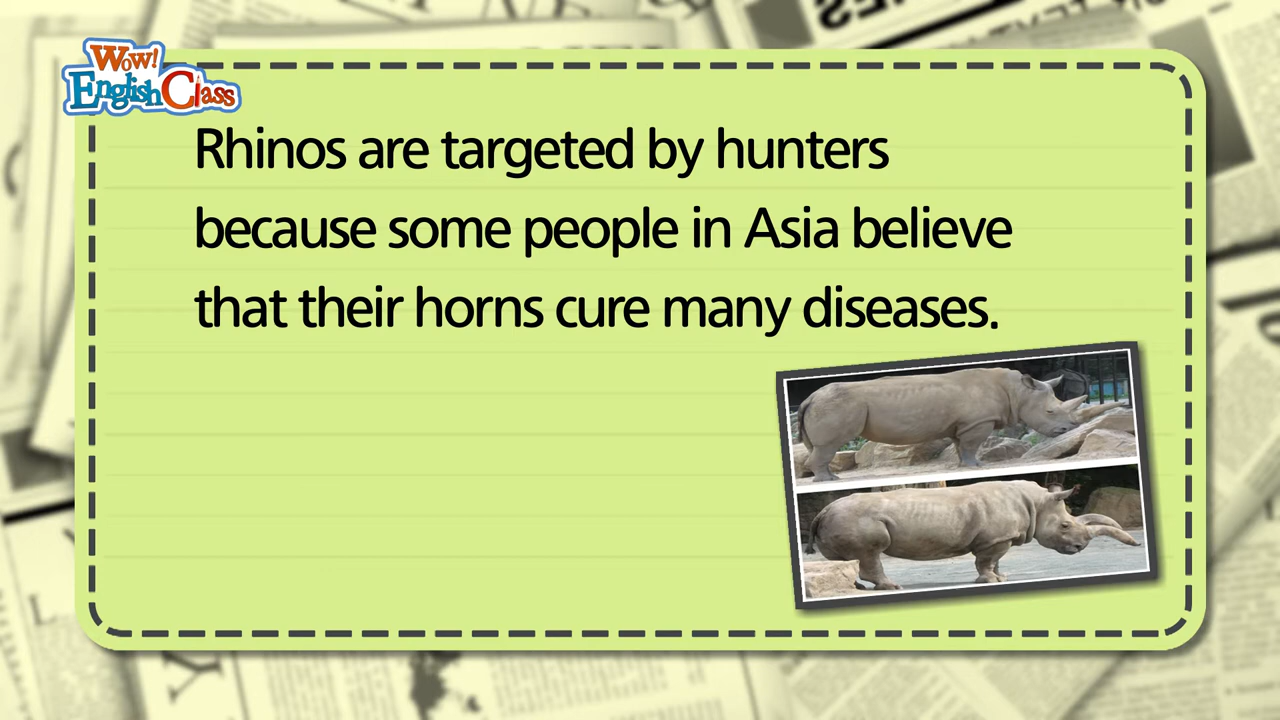 Wow!
English Class
Rhinos are targeted by hunters
because some people in Asia believe
that their horns cure many diseases.